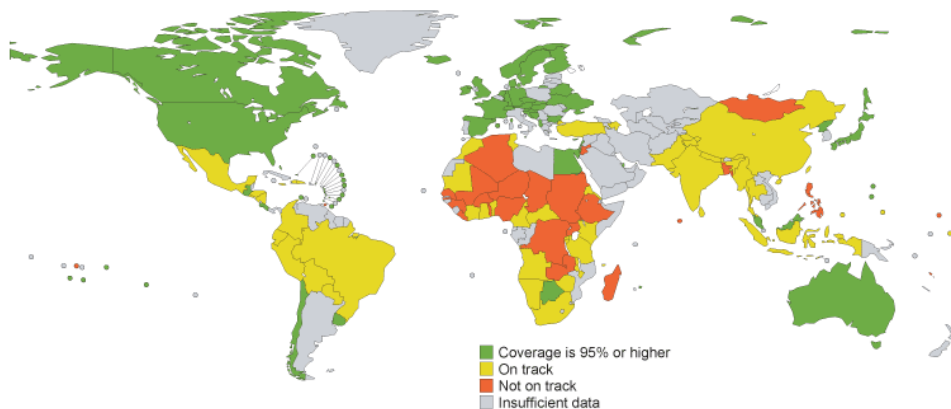 Coverage is 95% or higher
On track
Not on track
Insufficient data